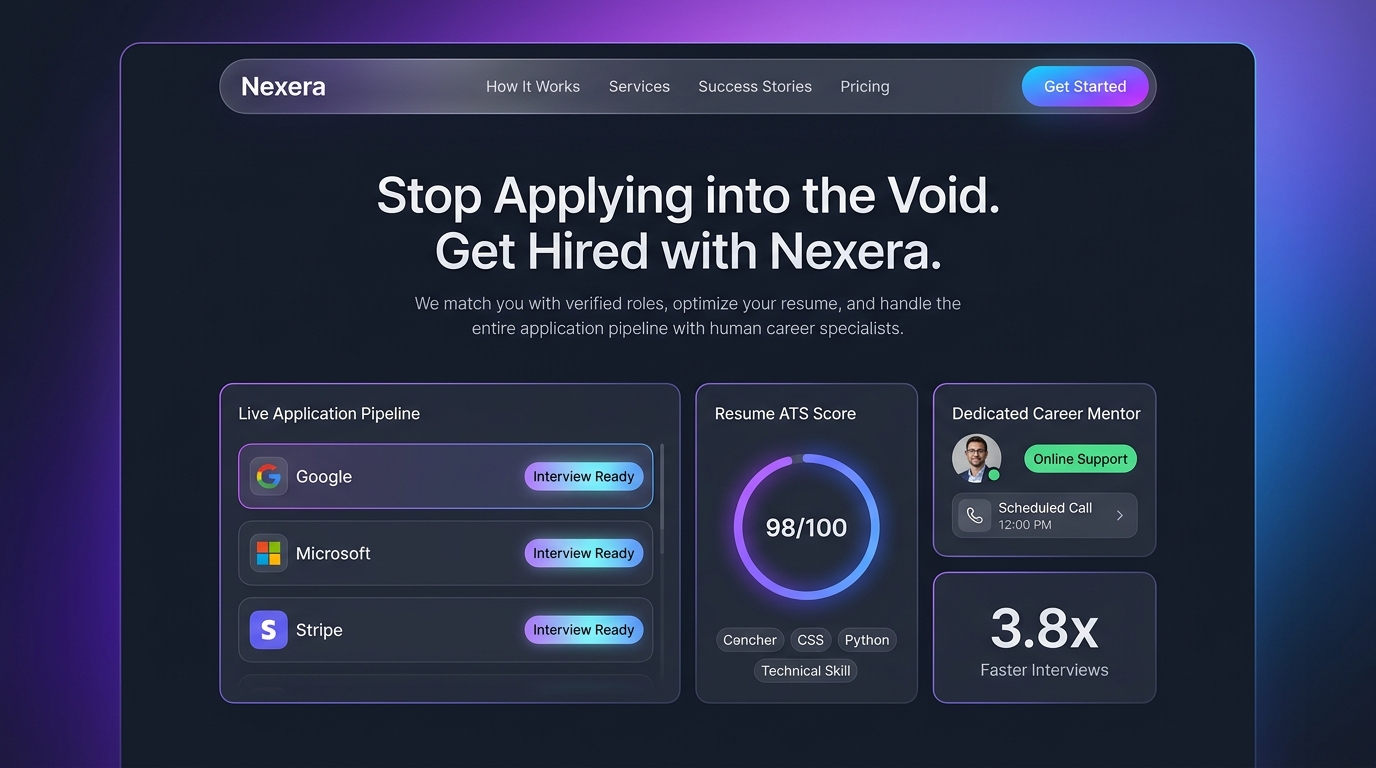 Nexera
How It Works
Services
Success Stories
Pricing
Get Started
Stop Applying into the Void.
Get Hired with Nexera.
We match you with verified roles, optimize your resume, and handle the
entire application pipeline with human career specialists.
Live Application Pipeline
Google
Interview Ready
Microsoft
Interview Ready
S
Stripe
Interview Ready
Resume ATS Score
98/100
Cencher
CSS
Python
Technical Skill
Dedicated Career Mentor
Online Support
Scheduled Call
12:00 PM
3.8x
Faster Interviews